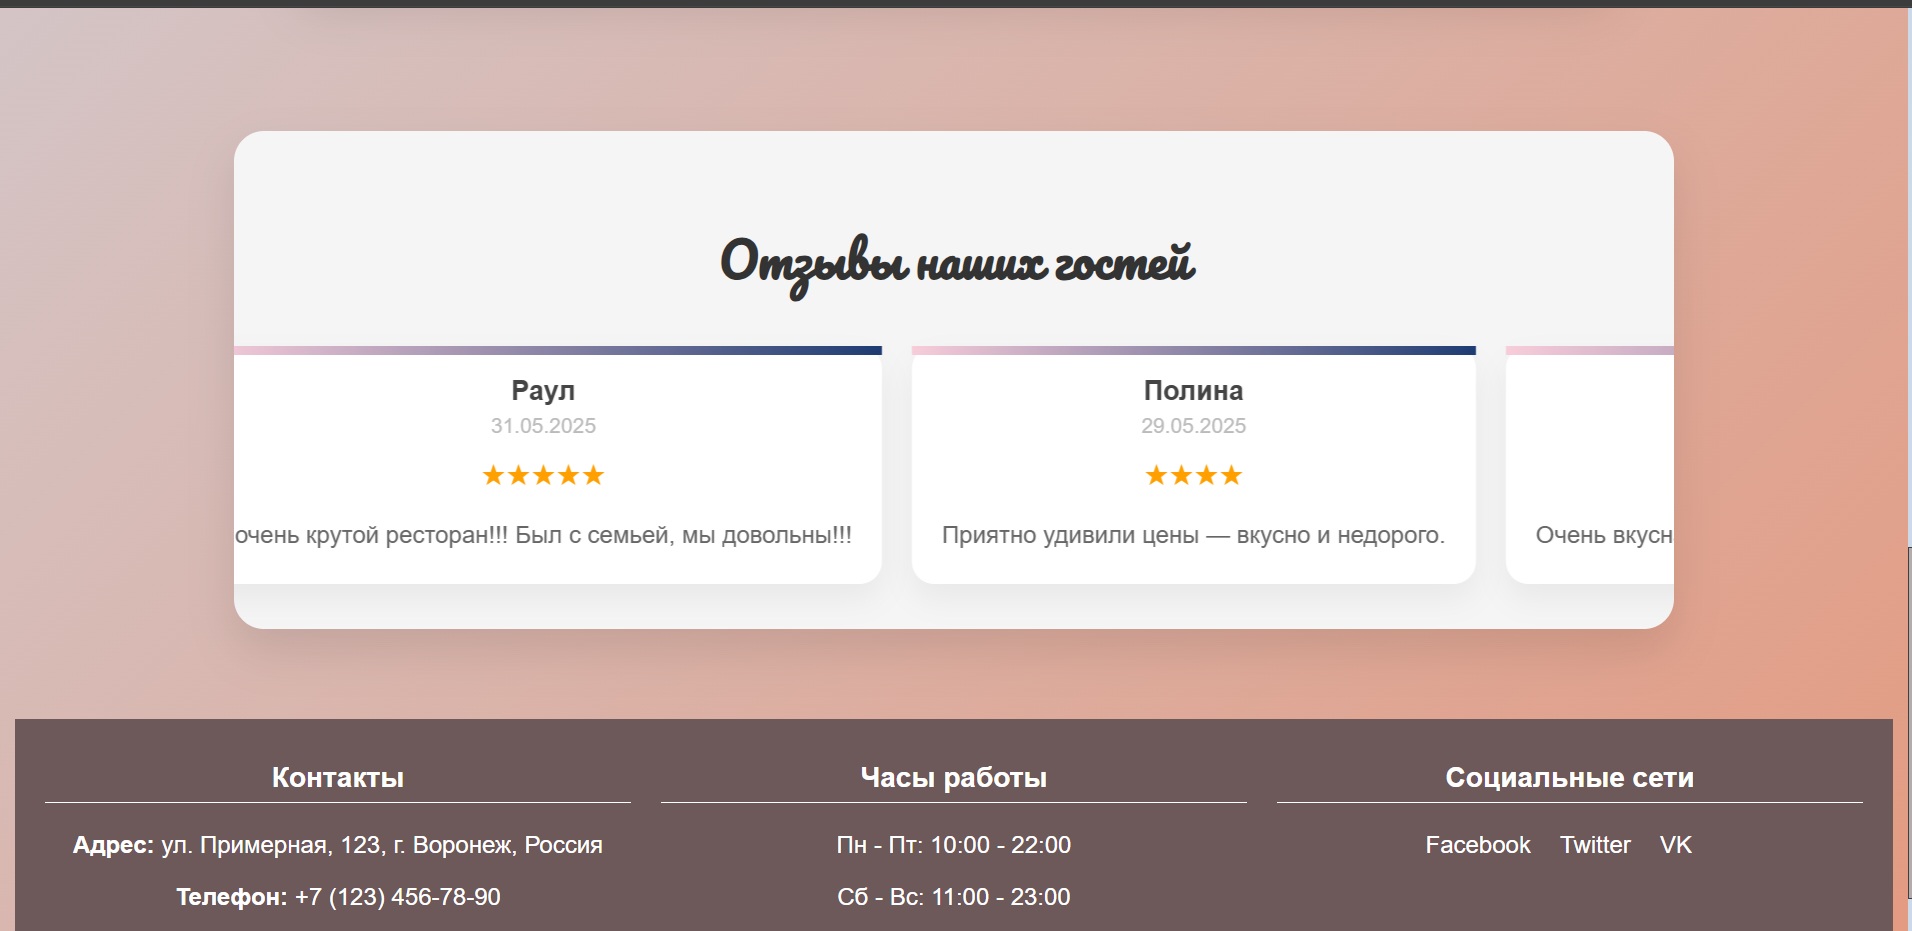 Отзывы наших гостей
Раул
31.05.2025
★★★★★
очень крутой ресторан!!! Был с семьей, мы довольны!!!
Полина
29.05.2025
★★★★
Приятно удивили цены — вкусно и недорого.
Очень вкусн
Контакты
Адрес: ул. Примерная, 123, г. Воронеж, Россия
Телефон: +7 (123) 456-78-90
Часы работы
Пн - Пт: 10:00 - 22:00
Сб - Вс: 11:00 - 23:00
Социальные сети
Facebook Twitter VK